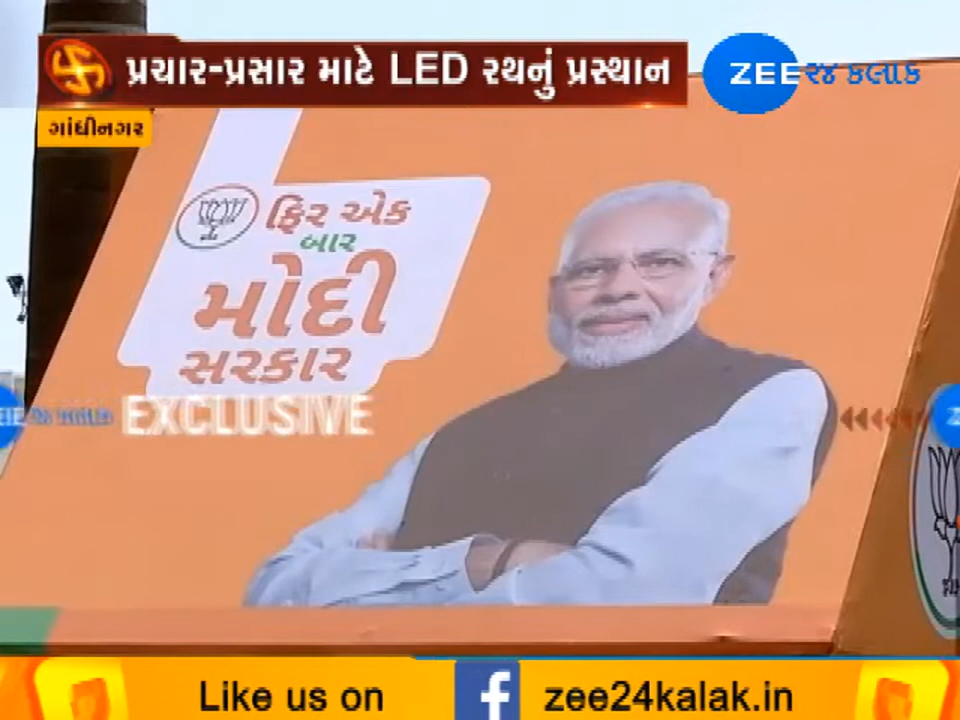 પ્રચાર-પ્રસાર માટે LED રથનું પ્રસ્થાન
ZEE ૨૪ કલાક
ગાંધીનગર
ફિર એક
બાર
મોદી
સરકાર
EXCLUSIVE
Like us on f zee24kalak.in